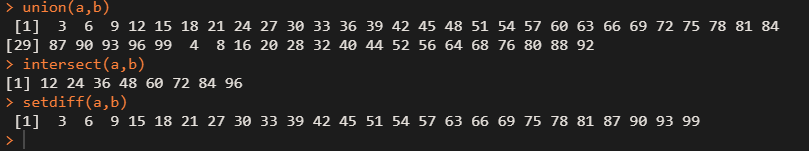 > union(a,b)
 [1]  3  6  9 12 15 18 21 24 27 30 33 36 39 42 45 48 51 54 57 60 63 66 69 72 75 78 81 84
[29] 87 90 93 96 99  4  8 16 20 28 32 40 44 52 56 64 68 76 80 88 92
> intersect(a,b)
[1] 12 24 36 48 60 72 84 96
> setdiff(a,b)
 [1]  3  6  9 15 18 21 27 30 33 39 42 45 51 54 57 63 66 69 75 78 81 87 90 93 99
>